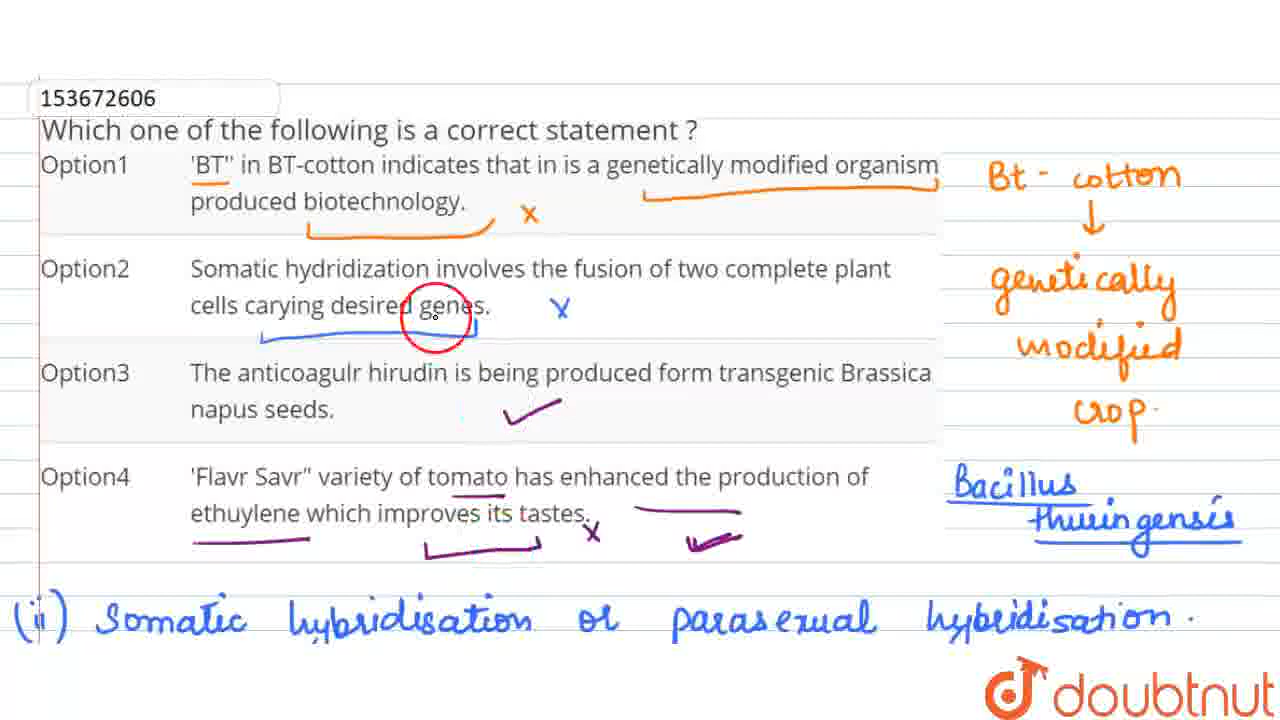 153672606
Which one of the following is a correct statement ?
Option1 'BT" in BT-cotton indicates that in is a genetically modified organism
produced biotechnology. x
Option2 Somatic hydridization involves the fusion of two complete plant
cells carying desired genes. x
Option3 The anticoagulr hirudin is being produced form transgenic Brassica
napus seeds.
Option4 'Flavr Savr" variety of tomato has enhanced the production of
ethuylene which improves its tastes. x
Bt - cotton
genetically
modified
crop.
Bacillus
thuringensis
(ii) Somatic hybridisation or parasexual hybridisation.
doubtnut